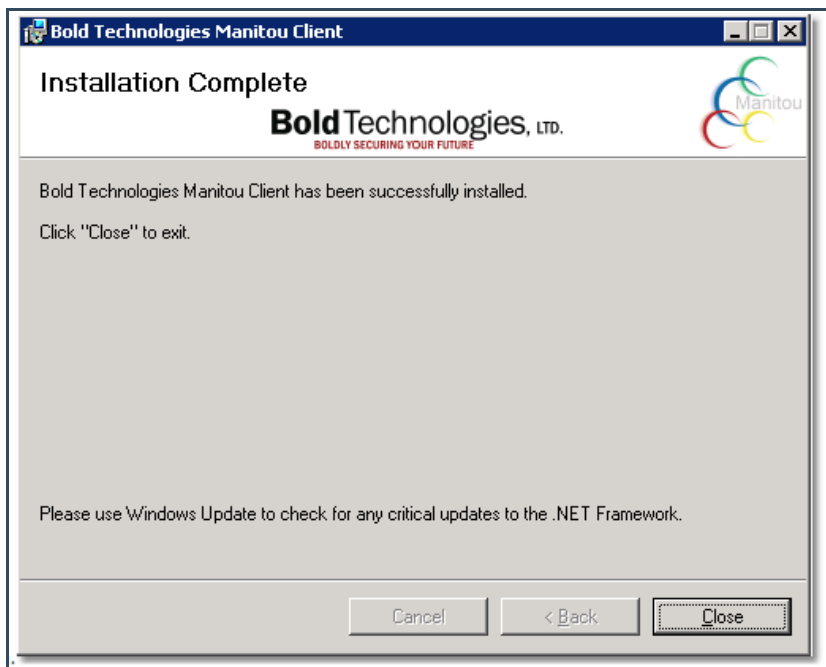 Bold Technologies Manitou Client
Installation Complete
Bold Technologies, LTD.
BOLDLY SECURING YOUR FUTURE
Manitou
Bold Technologies Manitou Client has been successfully installed.
Click "Close" to exit.
Please use Windows Update to check for any critical updates to the .NET Framework.
Cancel
< Back
Close